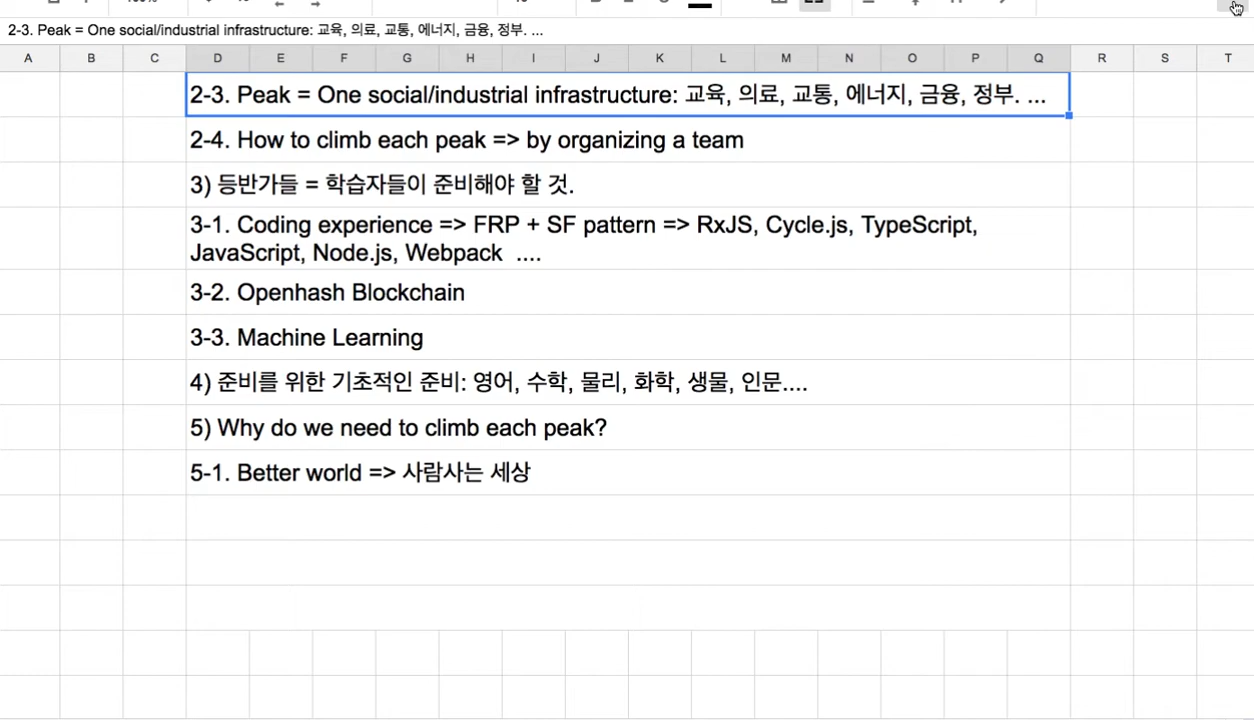 2-3. Peak = One social/industrial infrastructure: 교육, 의료, 교통, 에너지, 금융, 정부. ...
A B C D E F G H I J K L M N O P Q R S T
2-3. Peak = One social/industrial infrastructure: 교육, 의료, 교통, 에너지, 금융, 정부. ...
2-4. How to climb each peak => by organizing a team
3) 등반가들 = 학습자들이 준비해야 할 것.
3-1. Coding experience => FRP + SF pattern => RxJS, Cycle.js, TypeScript,
JavaScript, Node.js, Webpack ....
3-2. Openhash Blockchain
3-3. Machine Learning
4) 준비를 위한 기초적인 준비: 영어, 수학, 물리, 화학, 생물, 인문....
5) Why do we need to climb each peak?
5-1. Better world => 사람사는 세상